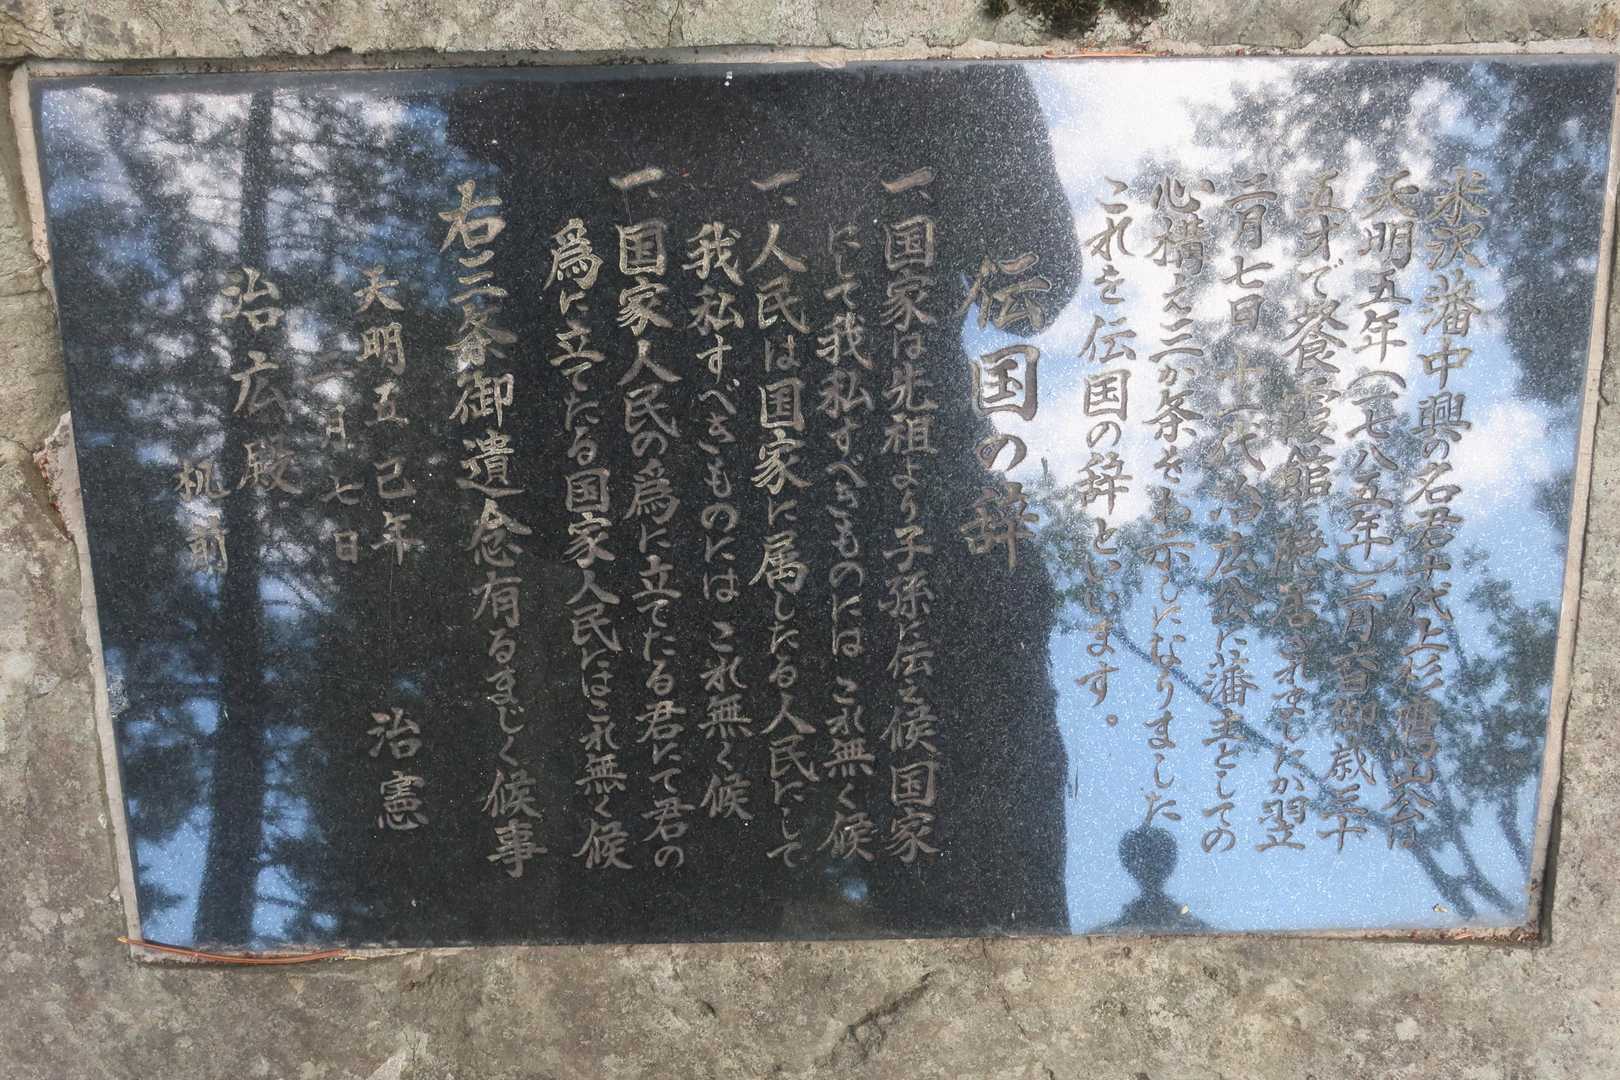 米沢藩中興の名君十代上杉鷹山公は
天明五年(一七八五年)二月六日御歳三十
五才で餐霞館勝居されましたが翌
二月七日 十一代治広公に藩主としての
心構え三か条をお示しになりました
これを伝国の辞といいます。
伝国の辞
一、国家は先祖より子孫に伝え候国家
にして我私すべきものには これ無く候
一、人民は国家に属したる人民にして
我私すべきものには これ無く候
一、国家人民の為に立てたる君にて君の
為に立てたる国家人民にはこれ無く候
右三条御遺念有るまじく候事
天明五 己年 治憲
二月七日
治広殿
机前